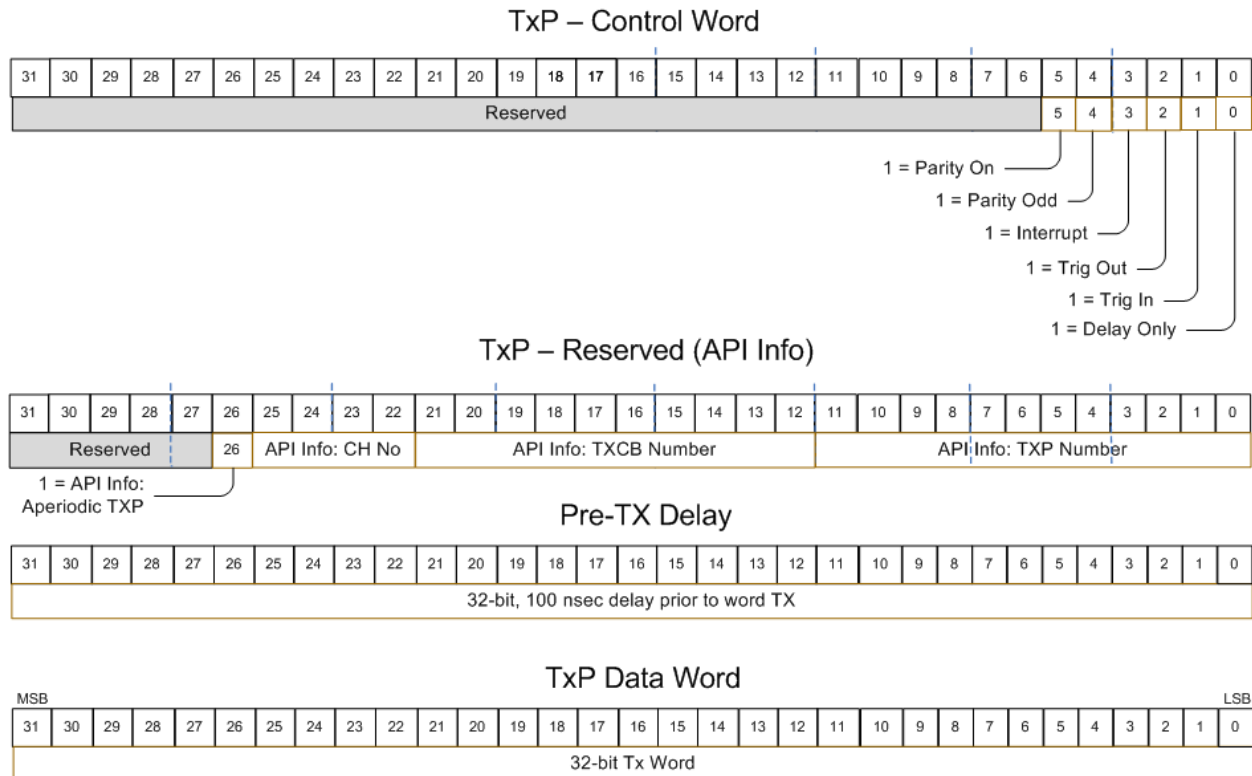 TxP – Control Word
31 30 29 28 27 26 25 24 23 22 21 20 19 18 17 16 15 14 13 12 11 10 9 8 7 6 5 4 3 2 1 0
Reserved 5 4 3 2 1 0
1 = Parity On
1 = Parity Odd
1 = Interrupt
1 = Trig Out
1 = Trig In
1 = Delay Only
TxP – Reserved (API Info)
31 30 29 28 27 26 25 24 23 22 21 20 19 18 17 16 15 14 13 12 11 10 9 8 7 6 5 4 3 2 1 0
Reserved 26 API Info: CH No API Info: TXCB Number API Info: TXP Number
1 = API Info:
Aperiodic TXP
Pre-TX Delay
31 30 29 28 27 26 25 24 23 22 21 20 19 18 17 16 15 14 13 12 11 10 9 8 7 6 5 4 3 2 1 0
32-bit, 100 nsec delay prior to word TX
TxP Data Word
MSB LSB
31 30 29 28 27 26 25 24 23 22 21 20 19 18 17 16 15 14 13 12 11 10 9 8 7 6 5 4 3 2 1 0
32-bit Tx Word